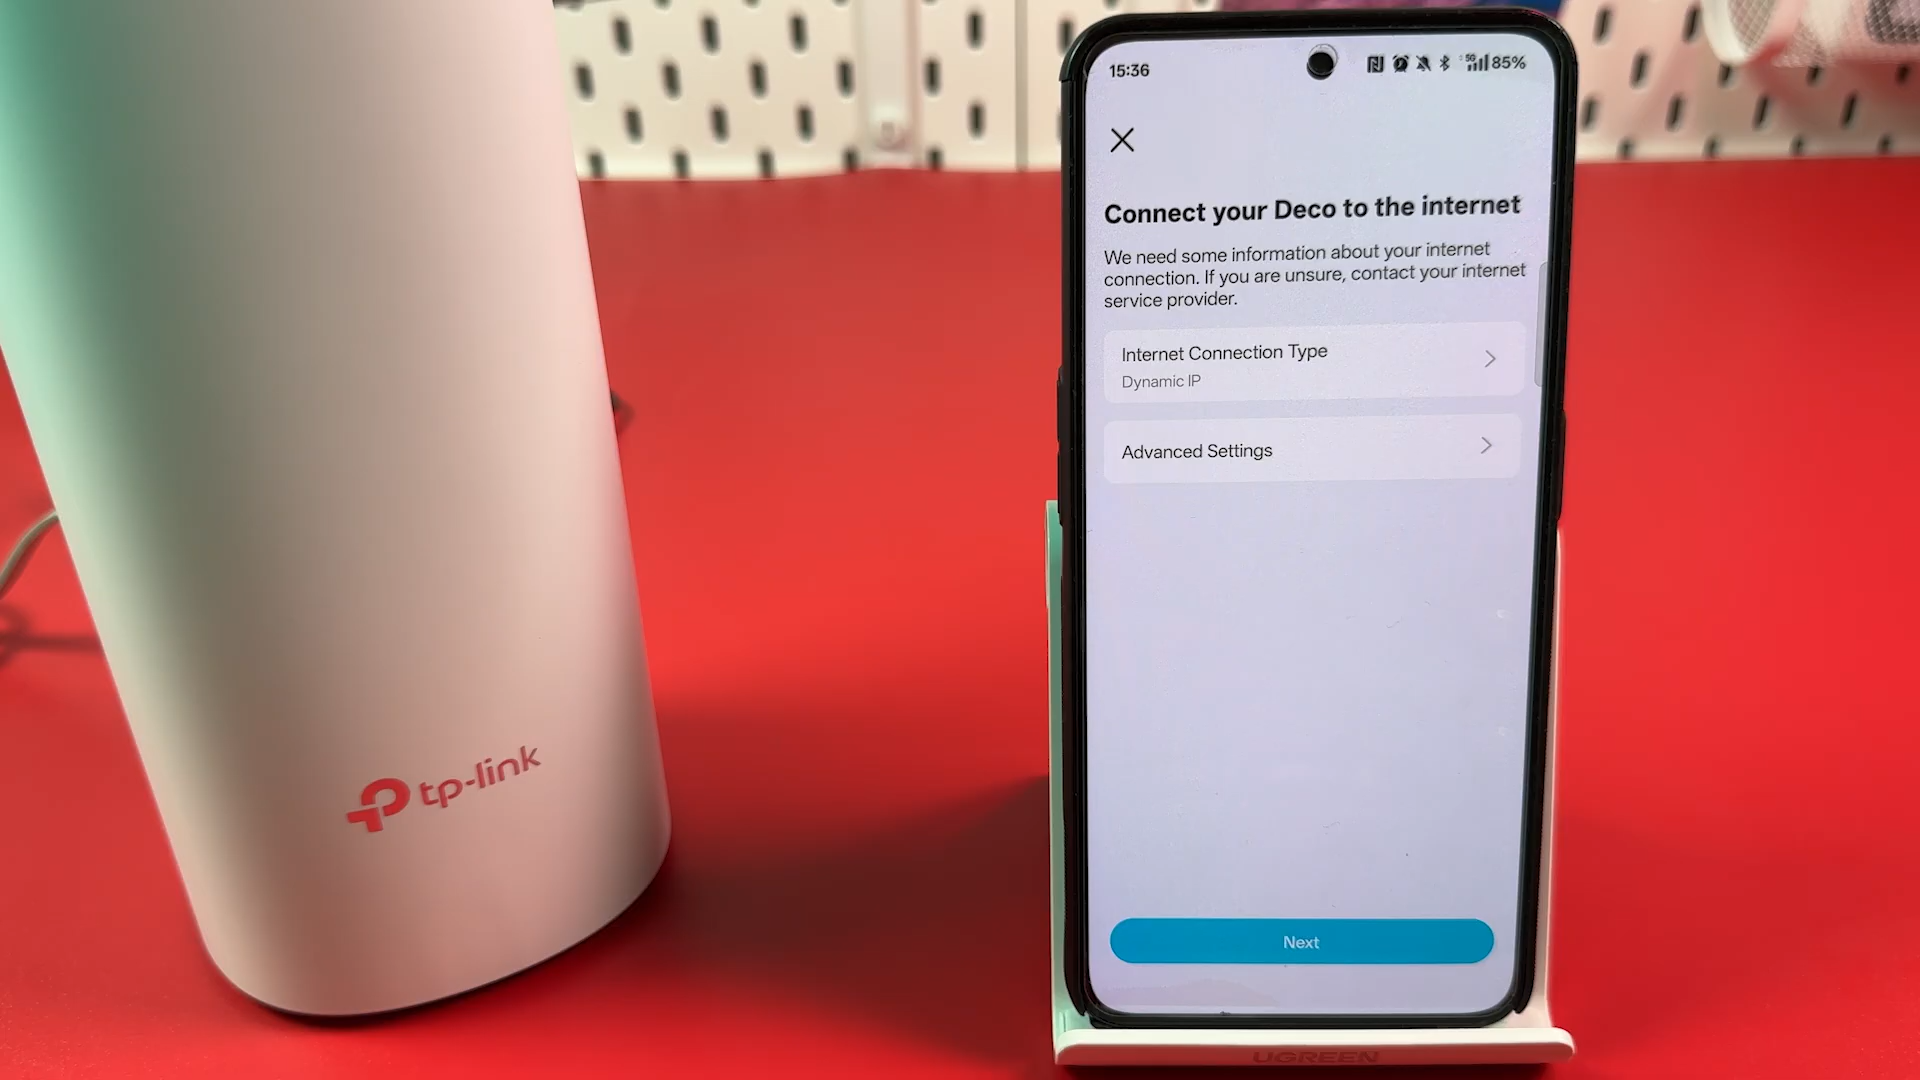 15:36
5G
85%
Connect your Deco to the internet
We need some information about your internet
connection. If you are unsure, contact your internet
service provider.
Internet Connection Type
Dynamic IP
Advanced Settings
Next
tp-link
UGREEN